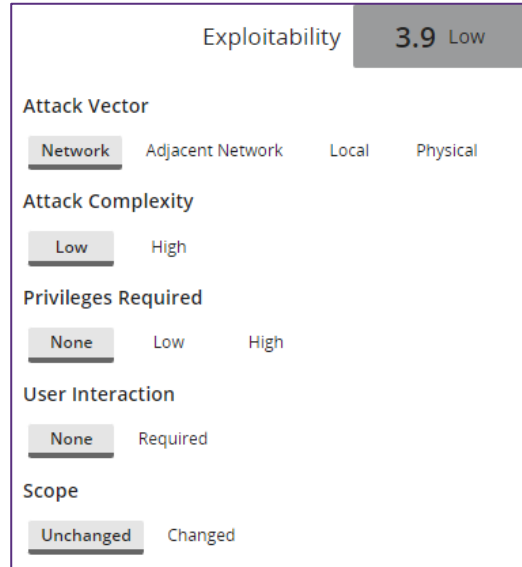 Exploitability 3.9 Low
Attack Vector
Network Adjacent Network Local Physical
Attack Complexity
Low High
Privileges Required
None Low High
User Interaction
None Required
Scope
Unchanged Changed